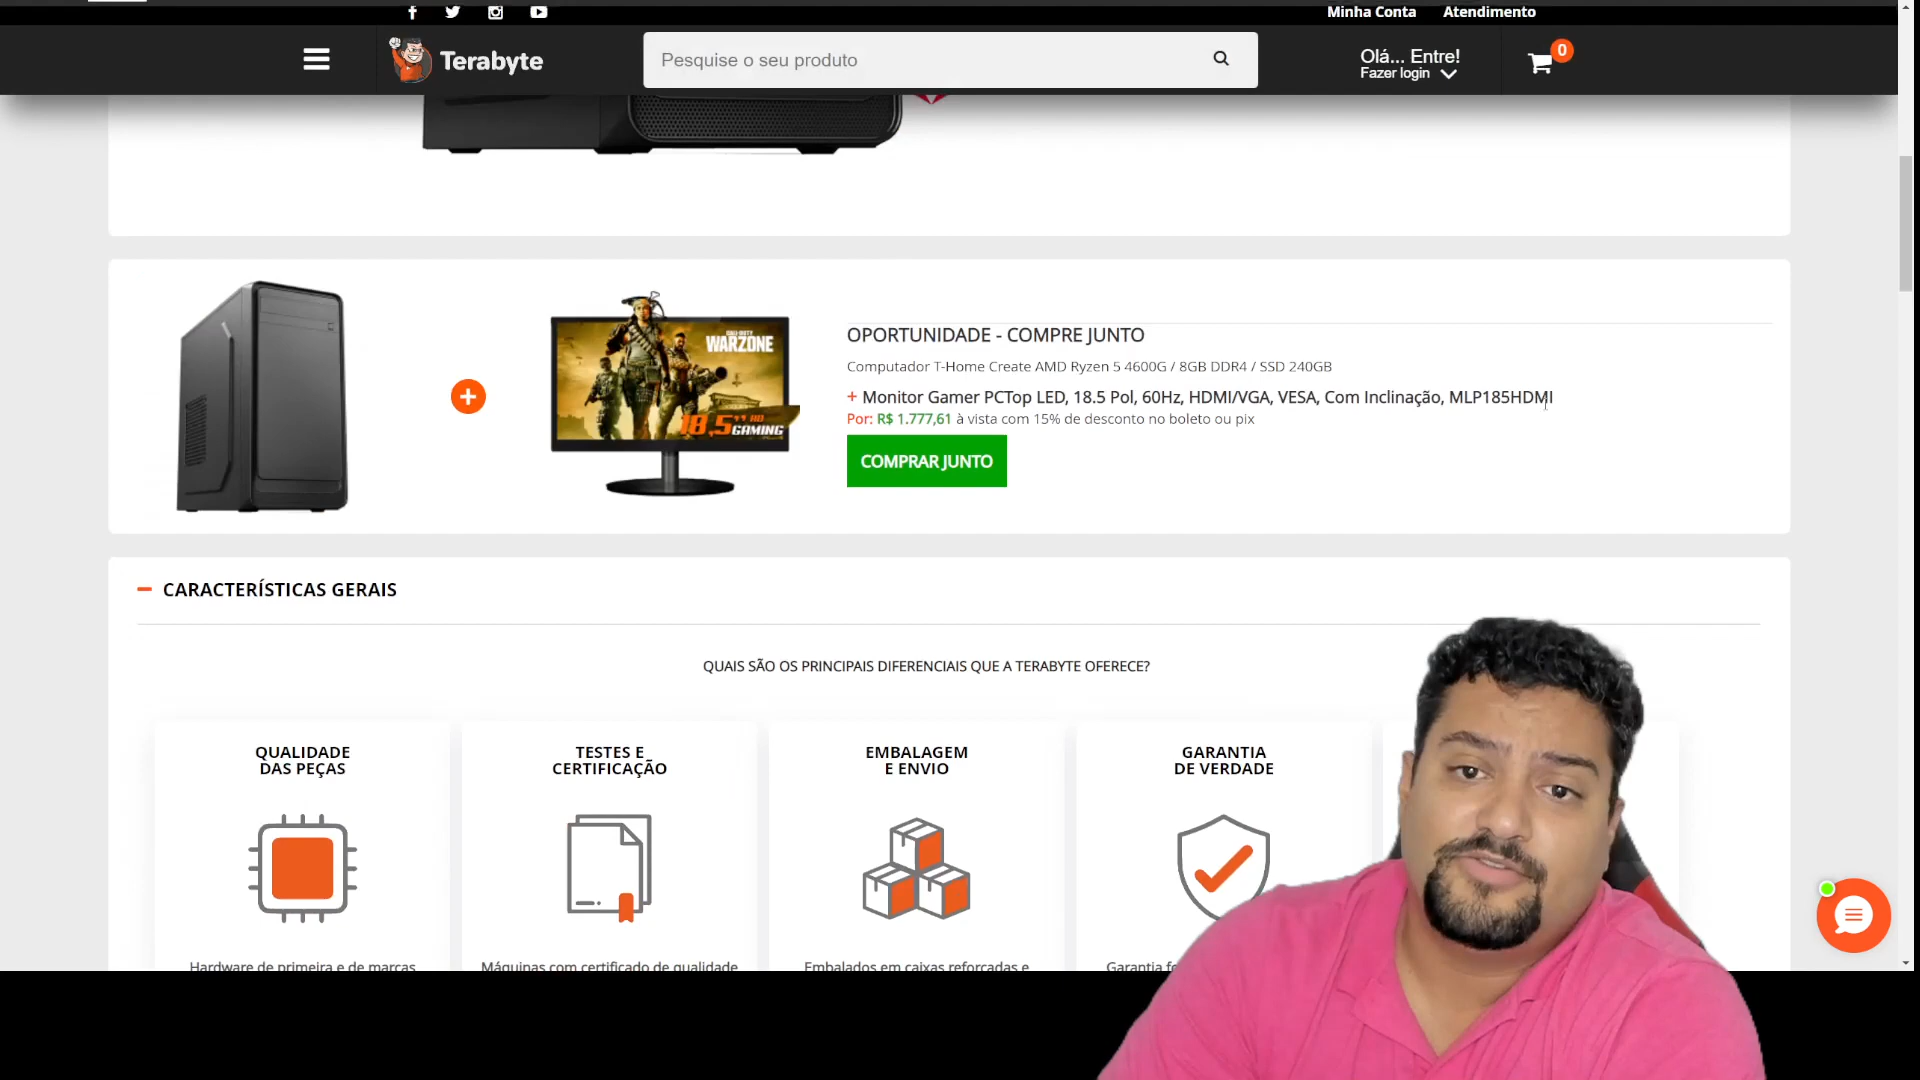 Minha Conta Atendimento
Terabyte
Pesquise o seu produto
Olá... Entre!
Fazer login
0
WARZONE
18,5" HD
GAMING
OPORTUNIDADE - COMPRE JUNTO
Computador T-Home Create AMD Ryzen 5 4600G / 8GB DDR4 / SSD 240GB
+ Monitor Gamer PCTop LED, 18.5 Pol, 60Hz, HDMI/VGA, VESA, Com Inclinação, MLP185HDMI
Por: R$ 1.777,61 à vista com 15% de desconto no boleto ou pix
COMPRAR JUNTO
CARACTERÍSTICAS GERAIS
QUAIS SÃO OS PRINCIPAIS DIFERENCIAIS QUE A TERABYTE OFERECE?
QUALIDADE
DAS PEÇAS
TESTES E
CERTIFICAÇÃO
EMBALAGEM
E ENVIO
GARANTIA
DE VERDADE
Hardware de primeira e de marcas
Máquinas com certificado de qualidade
Embalados em caixas reforçadas e
Garantia